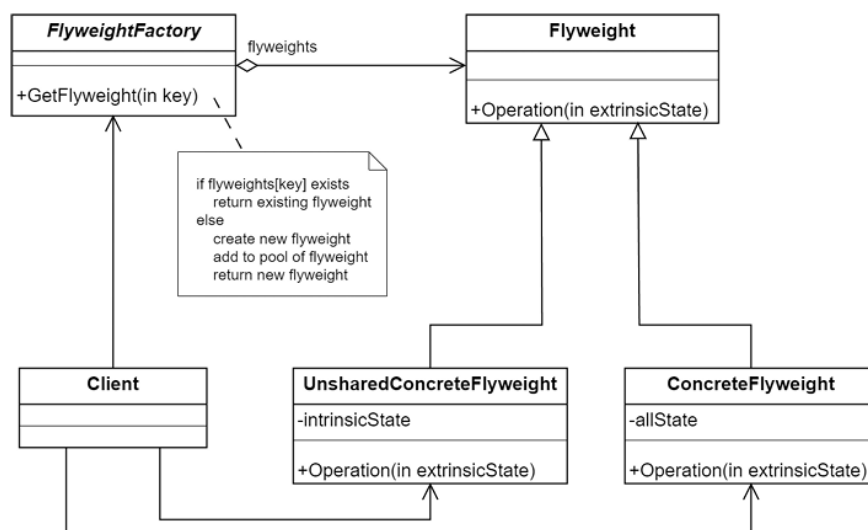 FlyweightFactory
+GetFlyweight(in key)
flyweights
Flyweight
+Operation(in extrinsicState)
if flyweights[key] exists
return existing flyweight
else
create new flyweight
add to pool of flyweight
return new flyweight
Client
UnsharedConcreteFlyweight
-intrinsicState
+Operation(in extrinsicState)
ConcreteFlyweight
-allState
+Operation(in extrinsicState)